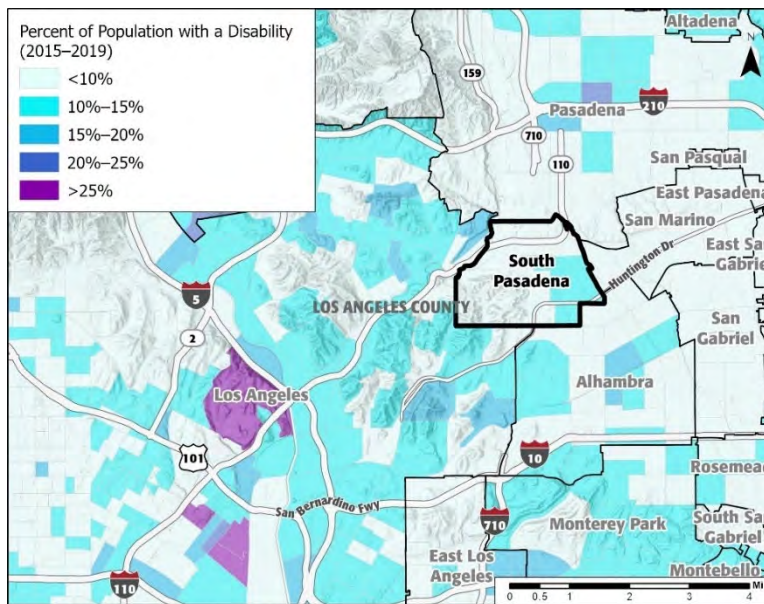 Percent of Population with a Disability
(2015–2019)
<10%
10%–15%
15%–20%
20%–25%
>25%
Altadena
N
159
Pasadena
210
710
110
San Pasqual
East Pasadena
San Marino
South
Pasadena
Huntington Dr
East San
Gabriel
5
LOS ANGELES COUNTY
2
San
Gabriel
Alhambra
Los Angeles
101
10
Rosemead
San Bernardino Fwy
710
Monterey Park
South San
Gabriel
East Los
Angeles
Montebello
110
0 0.5 1 2 3 4